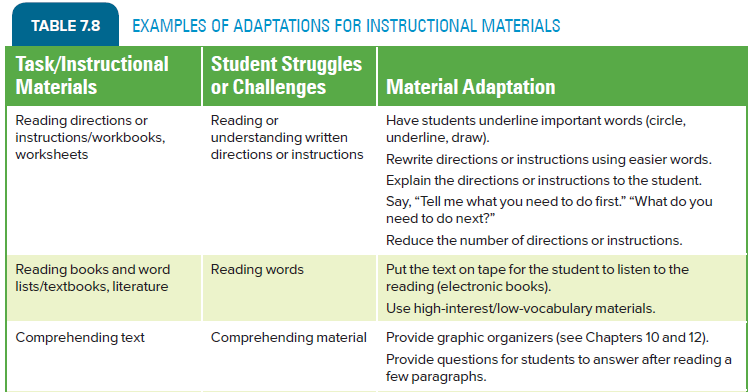 TABLE 7.8 EXAMPLES OF ADAPTATIONS FOR INSTRUCTIONAL MATERIALS
Task/Instructional
Materials
Student Struggles
or Challenges
Material Adaptation
Reading directions or
instructions/workbooks,
worksheets
Reading or
understanding written
directions or instructions
Have students underline important words (circle,
underline, draw).
Rewrite directions or instructions using easier words.
Explain the directions or instructions to the student.
Say, “Tell me what you need to do first.” “What do you
need to do next?”
Reduce the number of directions or instructions.
Reading books and word
lists/textbooks, literature
Reading words
Put the text on tape for the student to listen to the
reading (electronic books).
Use high-interest/low-vocabulary materials.
Comprehending text
Comprehending material
Provide graphic organizers (see Chapters 10 and 12).
Provide questions for students to answer after reading a
few paragraphs.